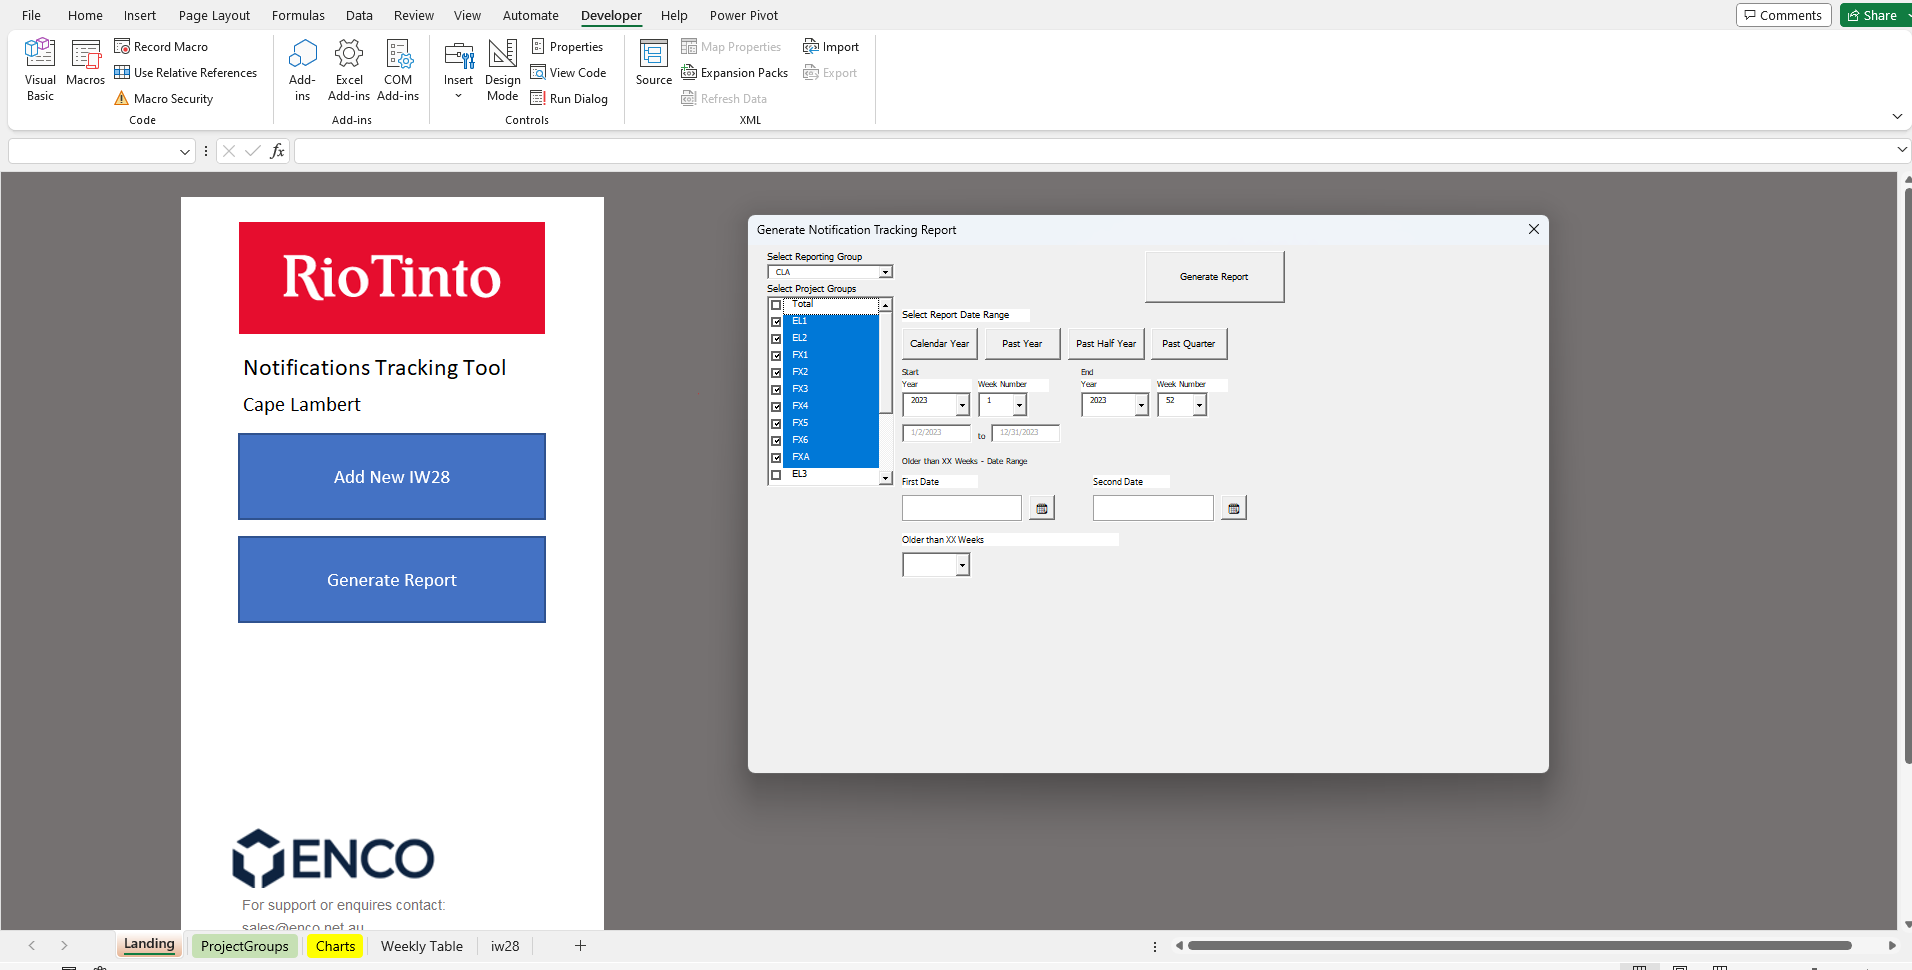 File Home Insert Page Layout Formulas Data Review View Automate Developer Help Power Pivot Comments Share
Visual Basic
Macros
Record Macro
Use Relative References
Macro Security
Code
Add-ins
Excel Add-ins
COM Add-ins
Add-ins
Insert
Design Mode
Properties
View Code
Run Dialog
Controls
Source
Map Properties
Expansion Packs
Refresh Data
Import
Export
XML
fx
RioTinto
Notifications Tracking Tool
Cape Lambert
Add New IW28
Generate Report
ENCO
For support or enquires contact:
sales@enco.net.au
Generate Notification Tracking Report
Select Reporting Group
CLA
Select Project Groups
Total
EL1
EL2
FX1
FX2
FX3
FX4
FX5
FX6
FXA
EL3
Generate Report
Select Report Date Range
Calendar Year Past Year Past Half Year Past Quarter
Start End
Year Week Number Year Week Number
2023 1 2023 52
1/2/2023 to 12/31/2023
Older than XX Weeks - Date Range
First Date Second Date
Older than XX Weeks
Landing ProjectGroups Charts Weekly Table iw28